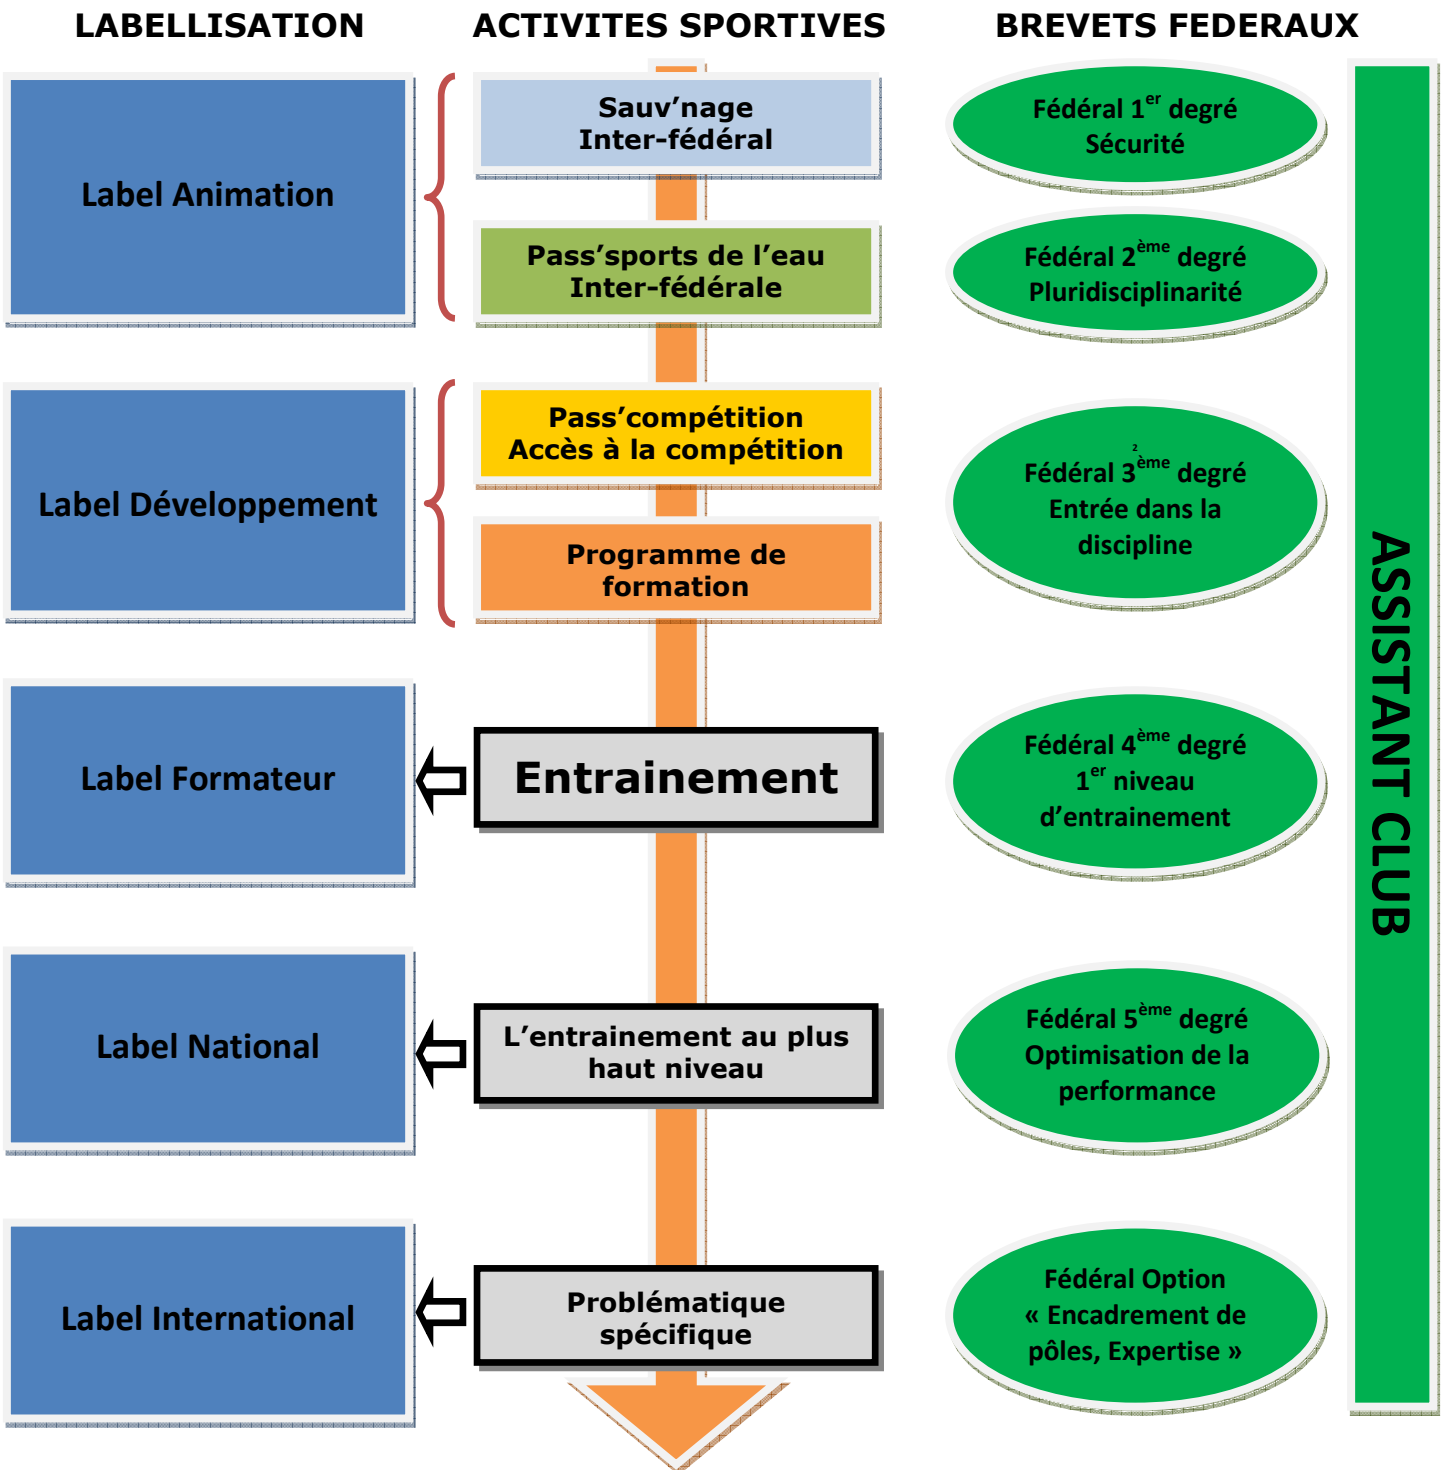 LABELLISATION
ACTIVITES SPORTIVES
BREVETS FEDERAUX
Label Animation
Sauv’nage
Inter-fédéral
Fédéral 1er degré
Sécurité
Pass’sports de l’eau
Inter-fédérale
Fédéral 2ème degré
Pluridisciplinarité
Label Développement
Pass’compétition
Accès à la compétition
Programme de
formation
2
Fédéral 3ème degré
Entrée dans la
discipline
Label Formateur
Entrainement
Fédéral 4ème degré
1er niveau
d’entrainement
Label National
L’entrainement au plus
haut niveau
Fédéral 5ème degré
Optimisation de la
performance
Label International
Problématique
spécifique
Fédéral Option
« Encadrement de
pôles, Expertise »
ASSISTANT CLUB